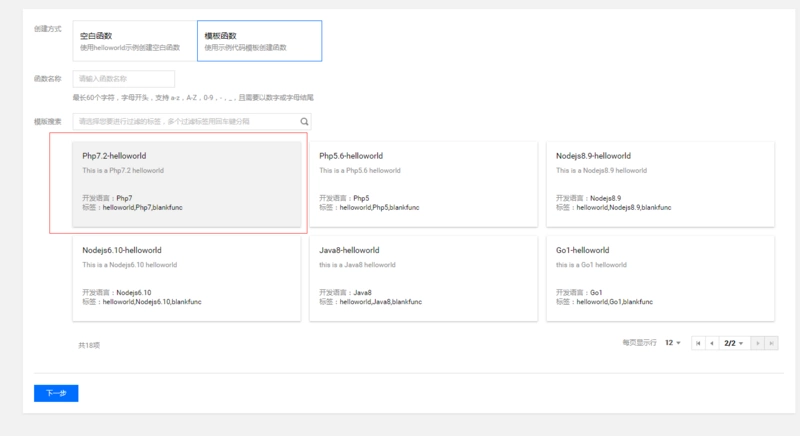 创建方式
空白函数
使用helloworld示例创建空白函数
模板函数
使用示例代码模板创建函数
函数名称
请输入函数名称
最长60个字符，字母开头，支持 a-z，A-Z，0-9，-，_，且需要以数字或字母结尾
模板搜索
请选择您要进行过滤的标签，多个过滤标签用回车键分隔
Php7.2-helloworld
This is a Php7.2 helloworld
开发语言：Php7
标签：helloworld,Php7,blankfunc
Php5.6-helloworld
This is a Php5.6 helloworld
开发语言：Php5
标签：helloworld,Php5,blankfunc
Nodejs8.9-helloworld
This is a Nodejs8.9 helloworld
开发语言：Nodejs8.9
标签：helloworld,Nodejs8.9,blankfunc
Nodejs6.10-helloworld
This is a Nodejs6.10 helloworld
开发语言：Nodejs6.10
标签：helloworld,Nodejs6.10,blankfunc
Java8-helloworld
this is a Java8 helloworld
开发语言：Java8
标签：helloworld,Java8,blankfunc
Go1-helloworld
this is a Go1 helloworld
开发语言：Go1
标签：helloworld,Go1,blankfunc
共18项
每页显示行 12 2/2
下一步